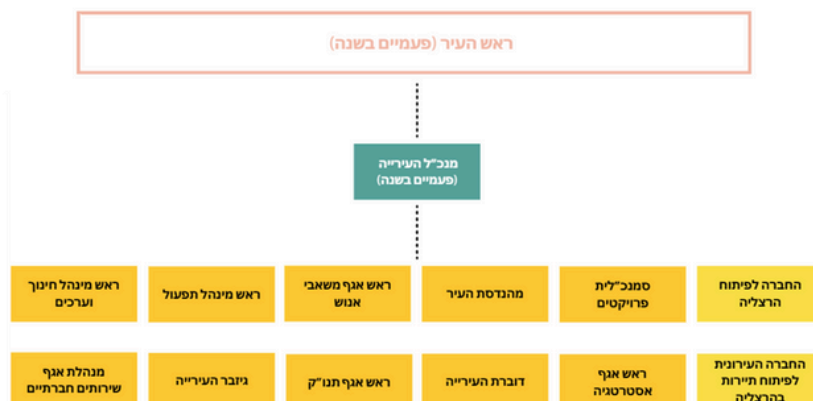 ראש העיר (פעמיים בשנה)
מנכ"ל העירייה
(פעמיים בשנה)
החברה לפיתוח
הרצליה
סמנכ"לית
פרויקטים
מהנדסת העיר
ראש אגף משאבי
אנוש
ראש מינהל תפעול
ראש מינהל חינוך
וערכים
החברה העירונית
לפיתוח תיירות
בהרצליה
ראש אגף
אסטרטגיה
דוברת העירייה
ראש אגף תנו"ק
גיזבר העירייה
מנהלת אגף
שירותים חברתיים